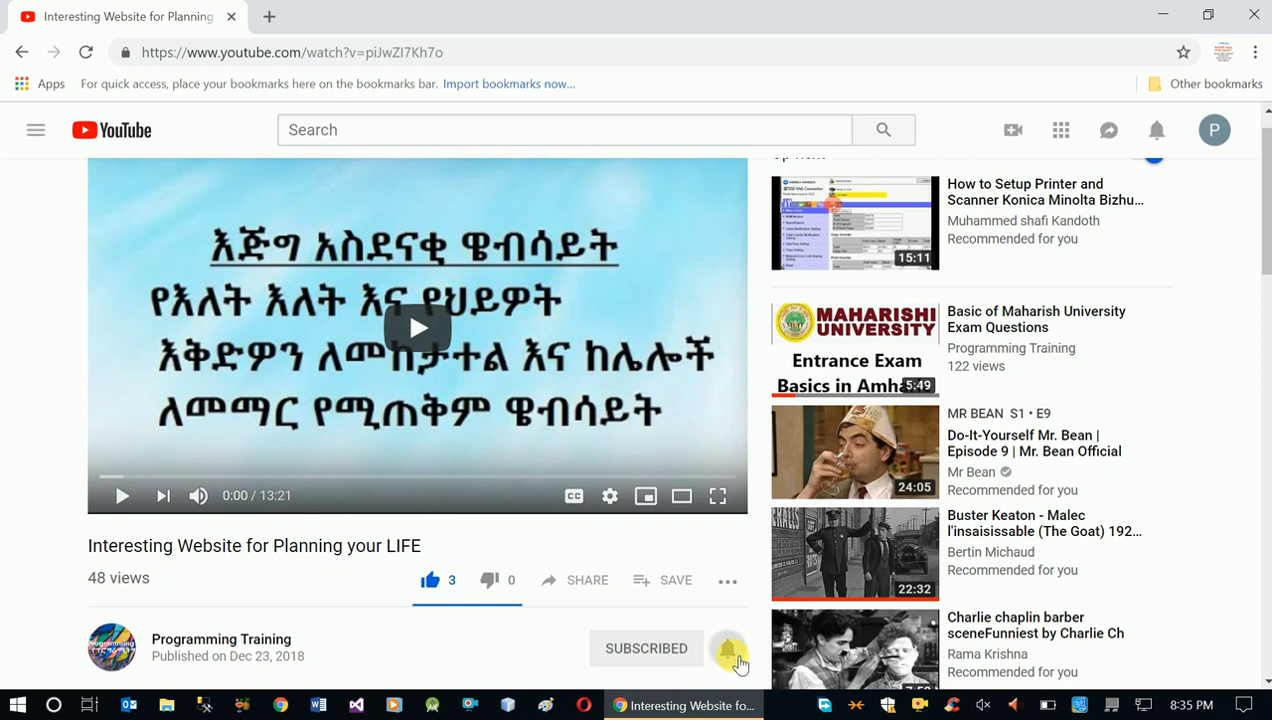 Interesting Website for Planning
https://www.youtube.com/watch?v=piJwZI7Kh7o
Apps
For quick access, place your bookmarks here on the bookmarks bar. Import bookmarks now...
Other bookmarks
YouTube
Search
P
እጅግ አስደናቂ ዌብሳይት
የእለት እለት እና የህይዎት
እቅድዎን ለመከታተል እና ከሌሎች
ለመማር የሚጠቅም ዌብሳይት
0:00 / 13:21
CC
Interesting Website for Planning your LIFE
48 views
3
0
SHARE
SAVE
Programming Training
Published on Dec 23, 2018
SUBSCRIBED
15:11
How to Setup Printer and
Scanner Konica Minolta Bizhu...
Muhammed shafi Kandoth
Recommended for you
MAHARISHI
UNIVERSITY
Entrance Exam
Basics in Amha
5:49
Basic of Maharish University
Exam Questions
Programming Training
122 views
MR BEAN S1 • E9
Do-It-Yourself Mr. Bean |
Episode 9 | Mr. Bean Official
Mr Bean
Recommended for you
24:05
Buster Keaton - Malec
l'insaisissable (The Goat) 192...
Bertin Michaud
Recommended for you
22:32
Charlie chaplin barber
sceneFunniest by Charlie Ch
Rama Krishna
Recommended for you
Interesting Website fo...
8:35 PM